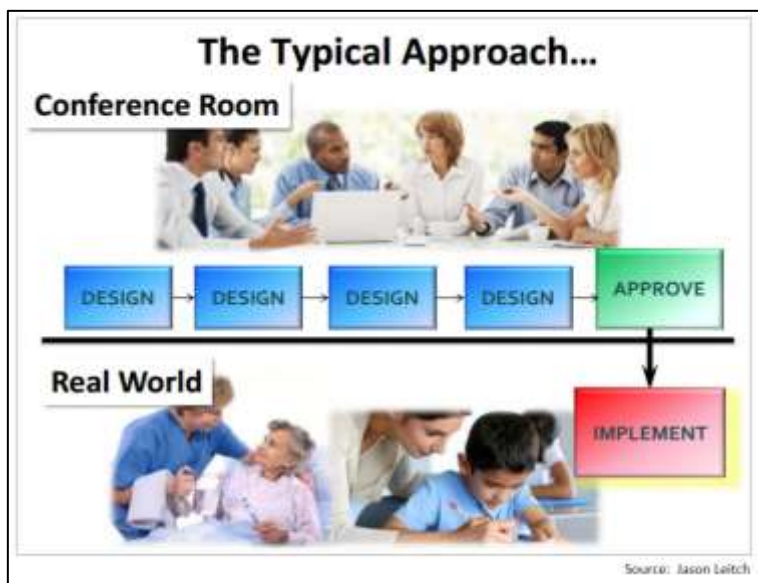 The Typical Approach...
Conference Room
DESIGN DESIGN DESIGN DESIGN APPROVE
Real World
IMPLEMENT
Source: Jason Leitch